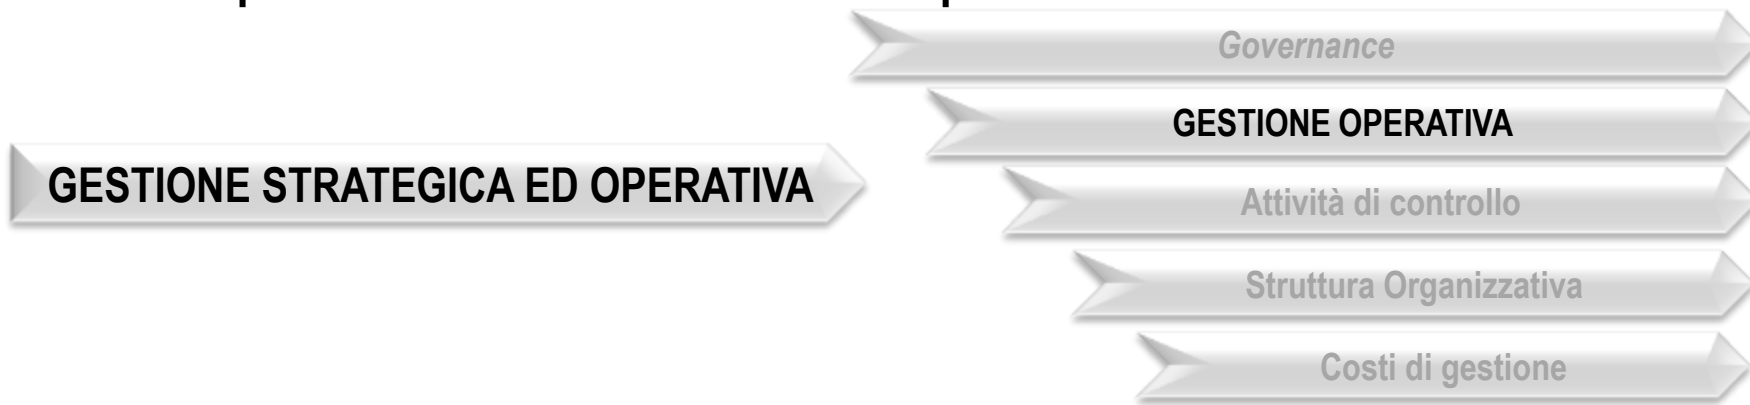 Governance
GESTIONE OPERATIVA
GESTIONE STRATEGICA ED OPERATIVA
Attività di controllo
Struttura Organizzativa
Costi di gestione